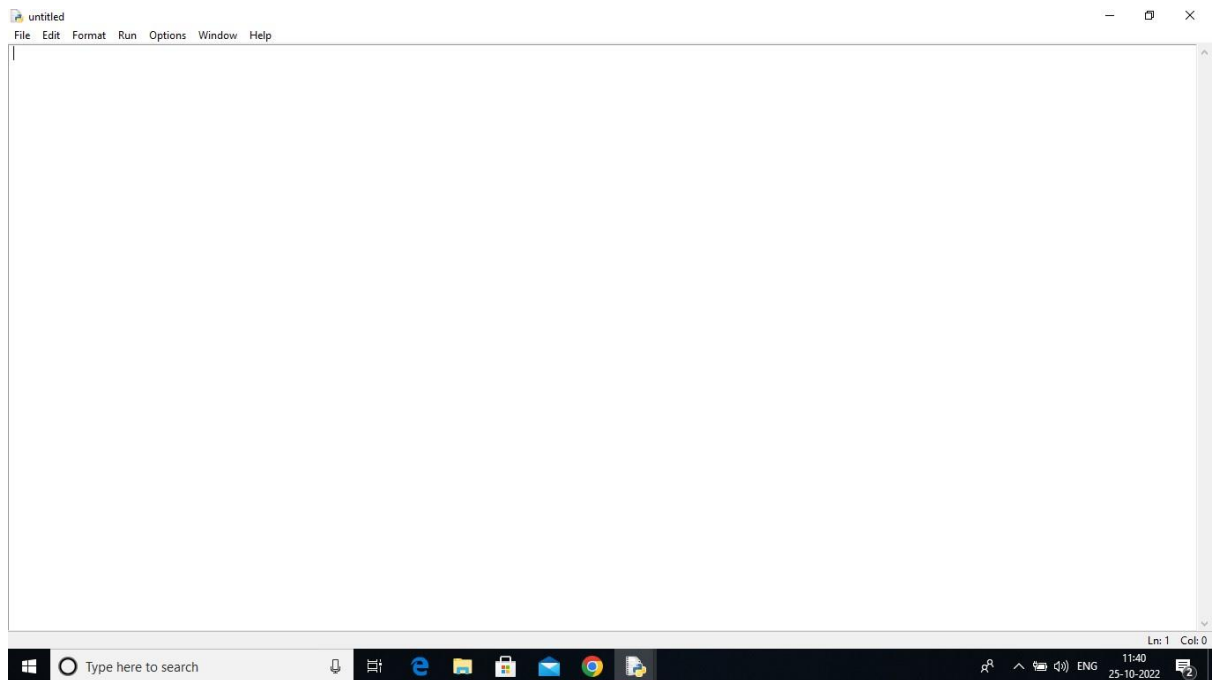 untitled
File Edit Format Run Options Window Help
Ln: 1 Col: 0
Type here to search
ENG
11:40
25-10-2022
2